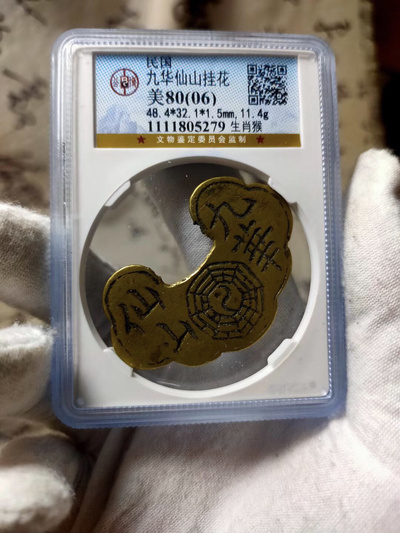 民国
九华仙山挂花
美80(06)
48.4*32.1*1.5mm,11.4g
1111805279 生肖猴
★ 文物鉴定委员会监制 ★
九華
仙山